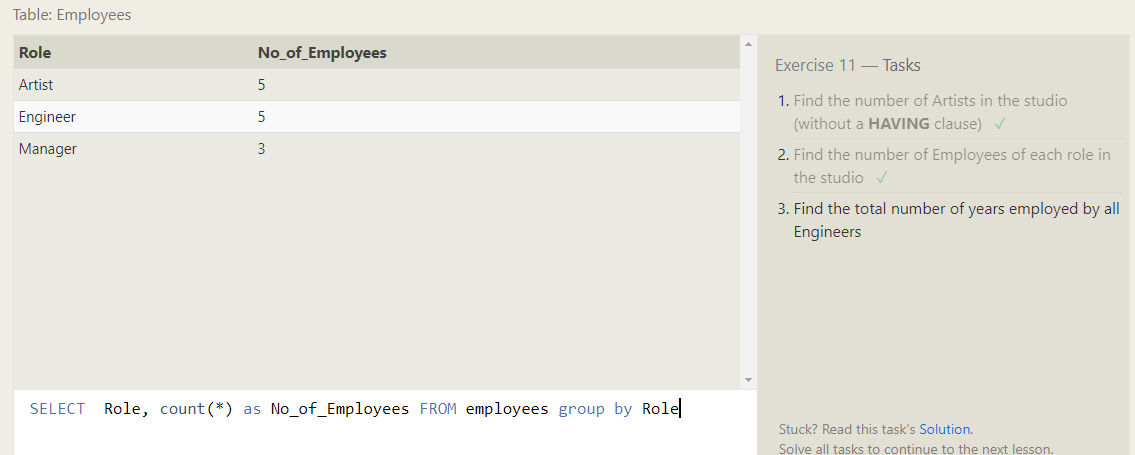 Table: Employees
Role No_of_Employees
Artist 5
Engineer 5
Manager 3
SELECT  Role, count(*) as No_of_Employees FROM employees group by Role
Exercise 11 — Tasks
1. Find the number of Artists in the studio
(without a HAVING clause) ✓
2. Find the number of Employees of each role in
the studio ✓
3. Find the total number of years employed by all
Engineers
Stuck? Read this task's Solution.
Solve all tasks to continue to the next lesson.